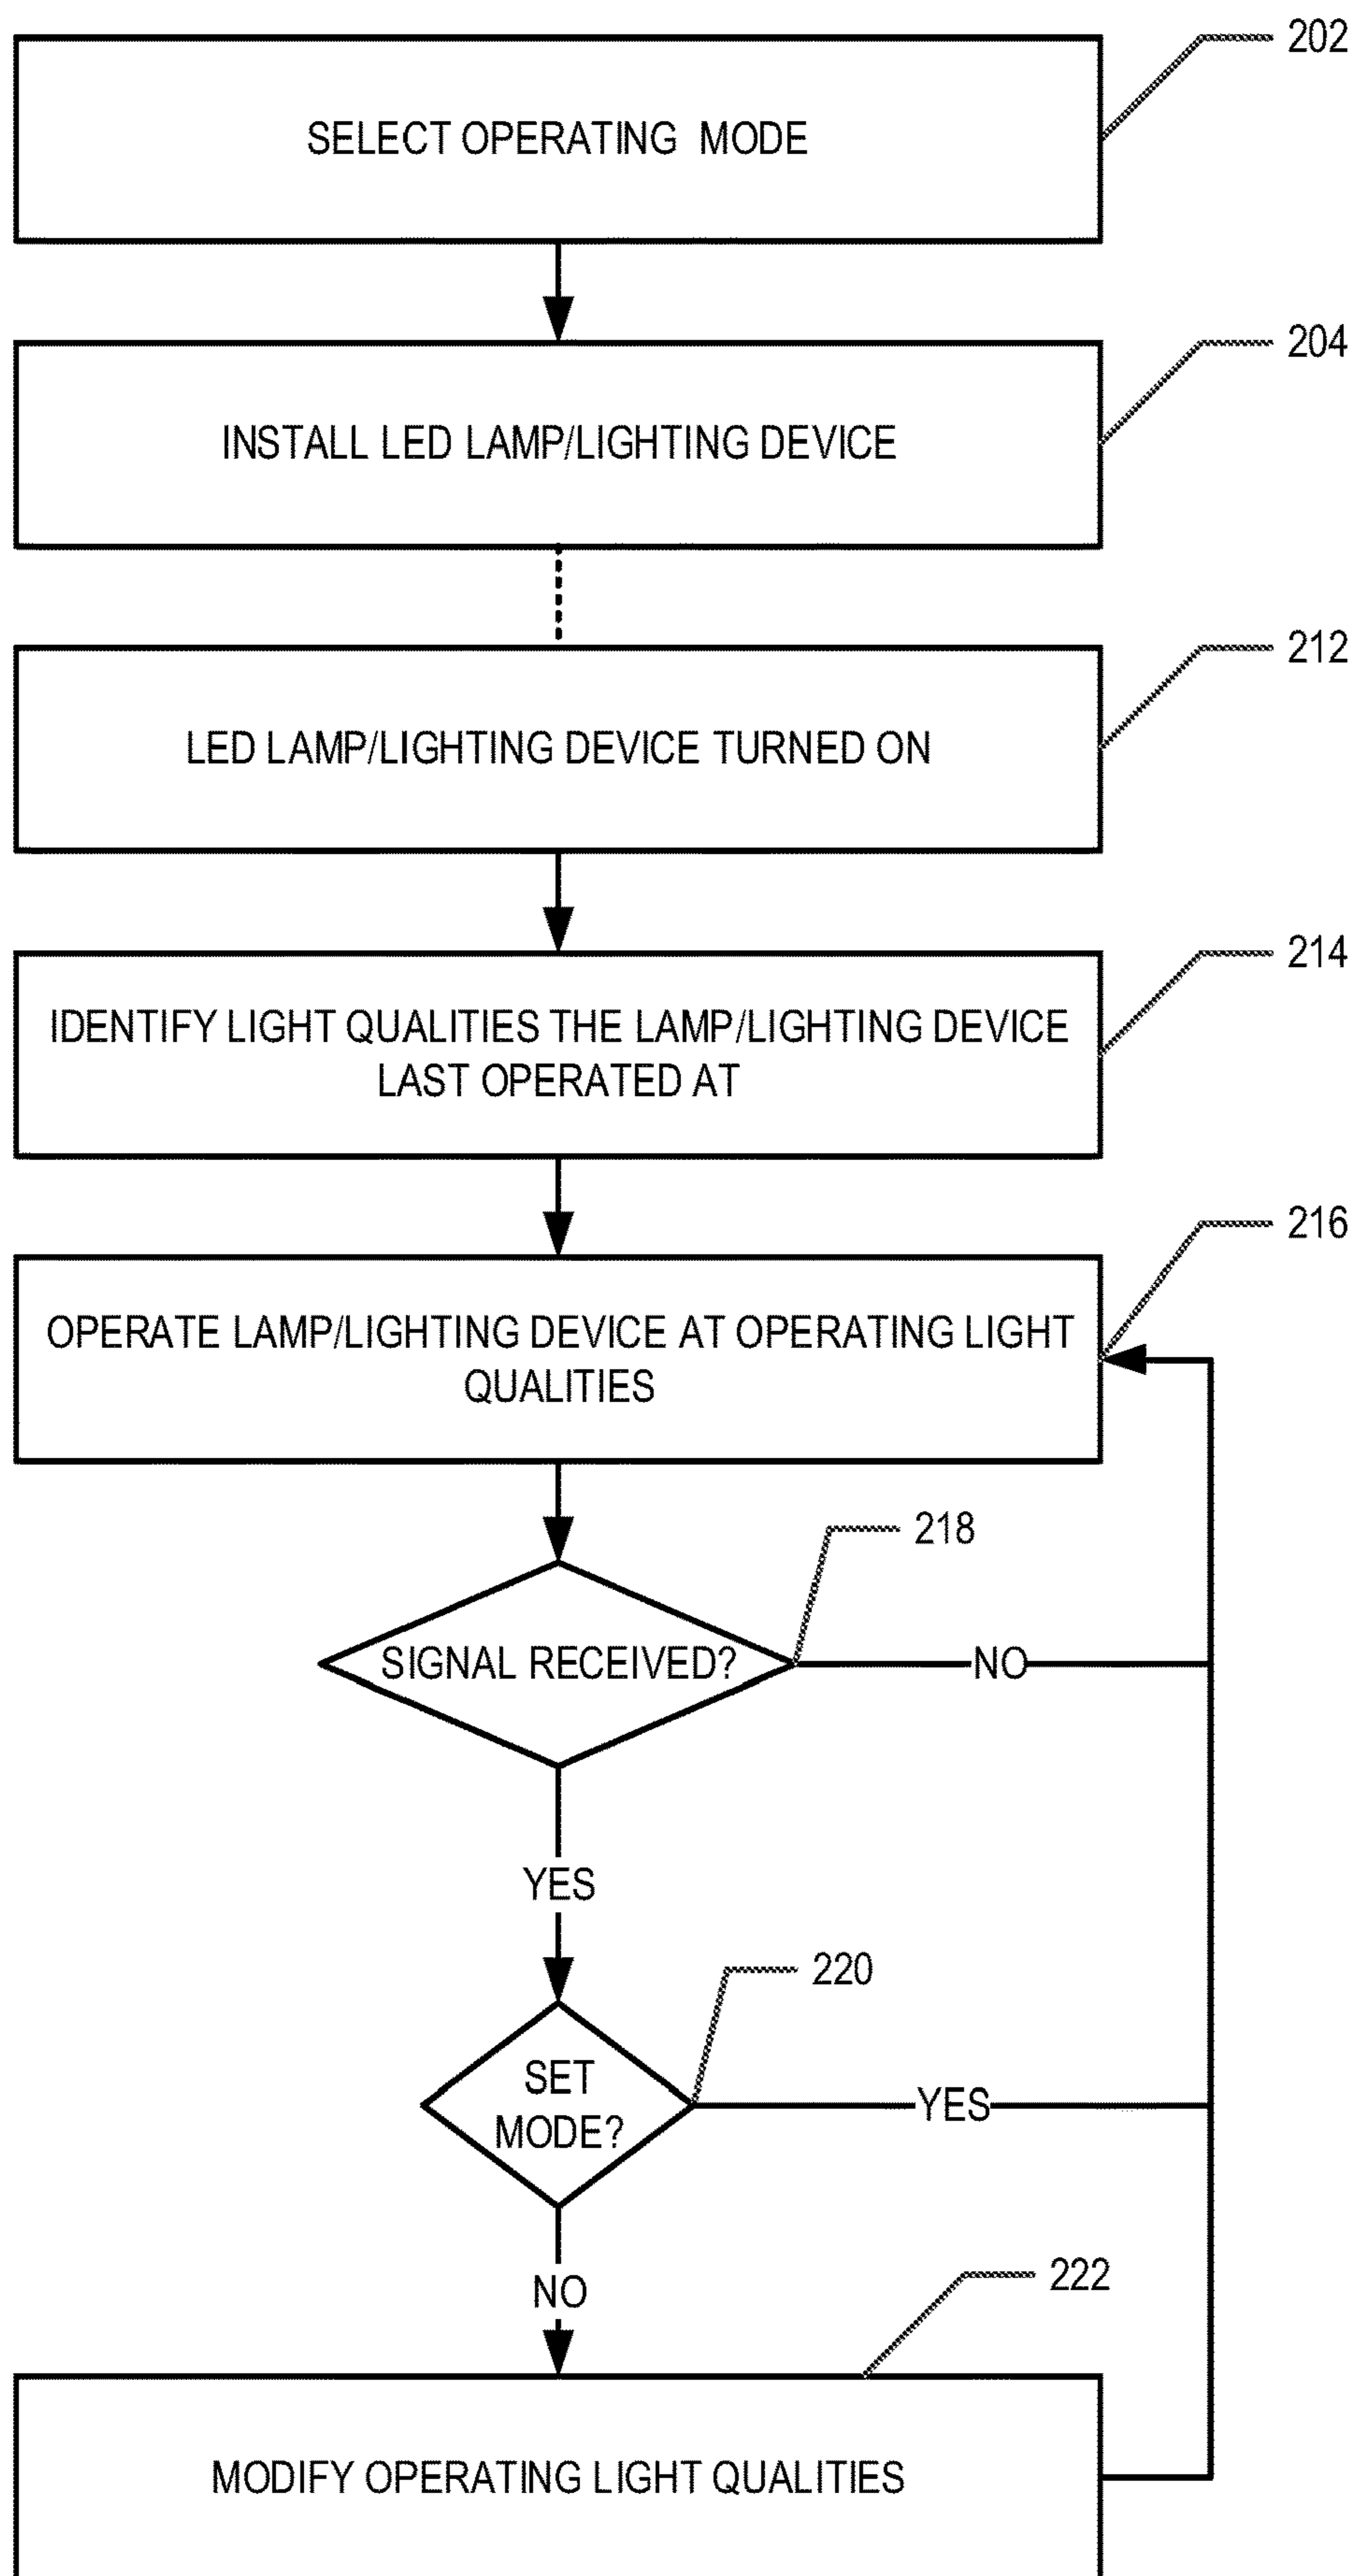 202
SELECT OPERATING MODE
204
INSTALL LED LAMP/LIGHTING DEVICE
212
LED LAMP/LIGHTING DEVICE TURNED ON
214
IDENTIFY LIGHT QUALITIES THE LAMP/LIGHTING DEVICE
LAST OPERATED AT
216
OPERATE LAMP/LIGHTING DEVICE AT OPERATING LIGHT
QUALITIES
218
SIGNAL RECEIVED?
NO
YES
220
SET
MODE?
YES
NO
222
MODIFY OPERATING LIGHT QUALITIES